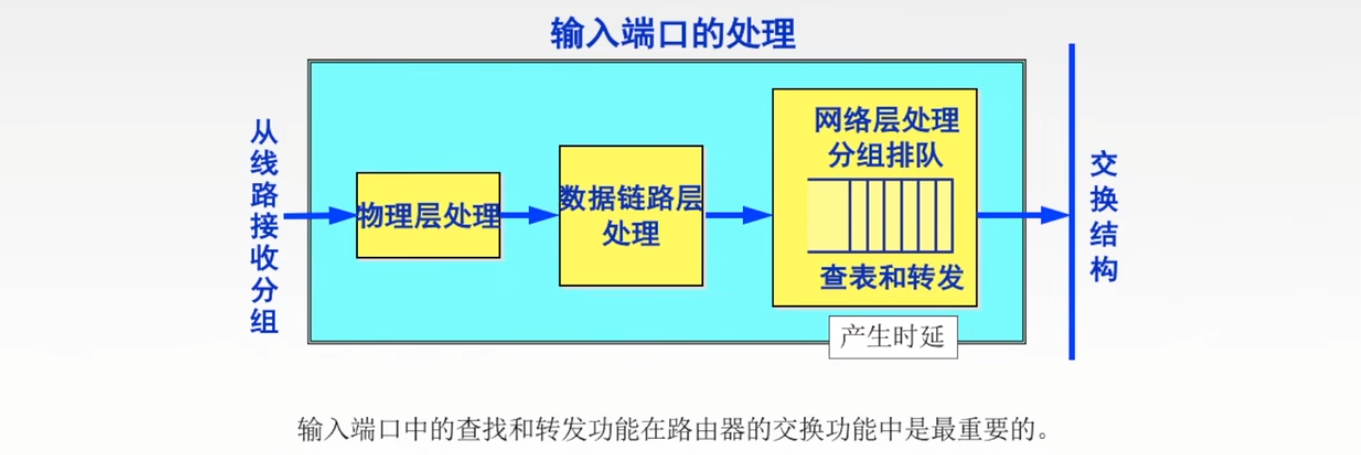 输入端口的处理
从线路接收分组
物理层处理
数据链路层
处理
网络层处理
分组排队
查表和转发
产生时延
交换结构
输入端口中的查找和转发功能在路由器的交换功能中是最重要的。